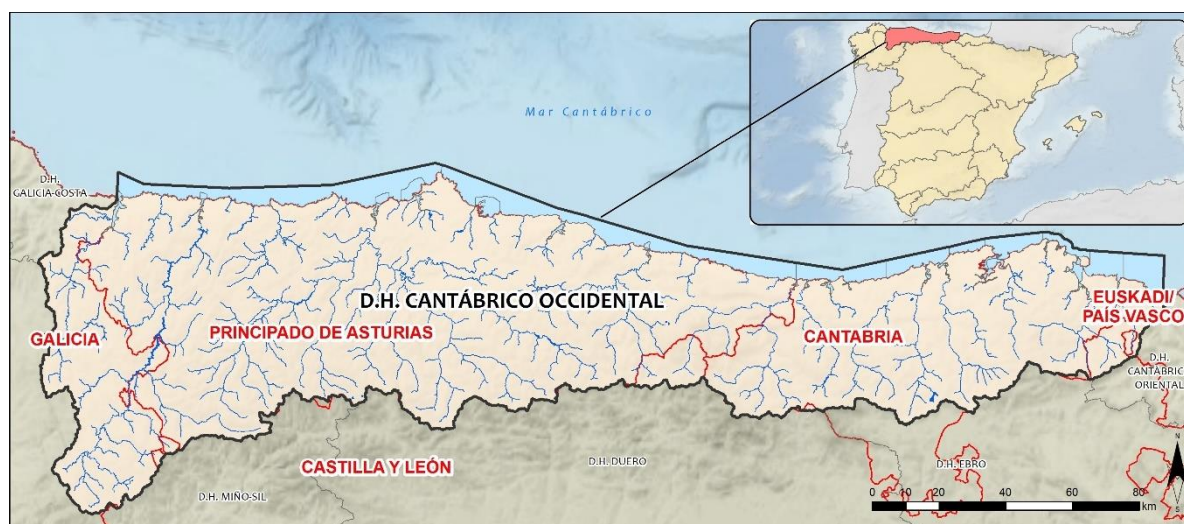 Mar Cantábrico
D.H.
GALICIA-COSTA
D.H. CANTÁBRICO OCCIDENTAL
EUSKADI/
PAÍS VASCO
GALICIA
PRINCIPADO DE ASTURIAS
CANTABRIA
D.H.
CANTÁBRICO
ORIENTAL
CASTILLA Y LEÓN
D.H. DUERO
D.H. EBRO
D.H. MIÑO-SIL
N
S
0 10 20 40 60 80
km